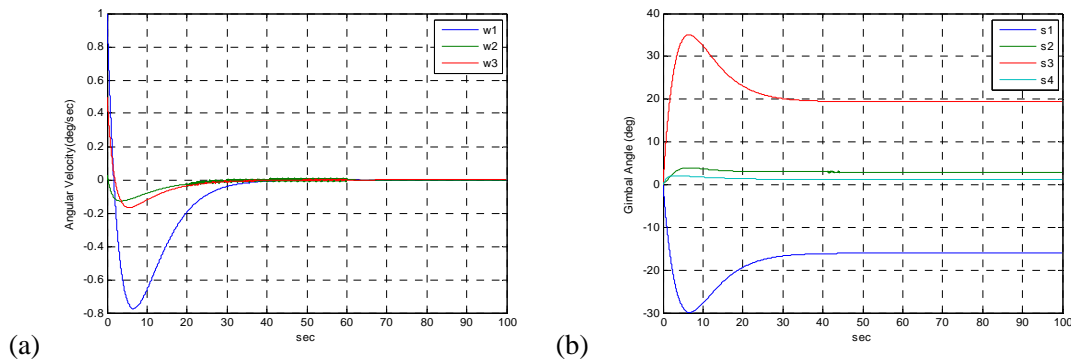 1
0.8
0.6
0.4
0.2
0
-0.2
-0.4
-0.6
-0.8
Angular Velocity(deg/sec)
0 10 20 30 40 50 60 70 80 90 100
sec
w1
w2
w3
(a)
40
30
20
10
0
-10
-20
-30
Gimbal Angle (deg)
0 10 20 30 40 50 60 70 80 90 100
sec
s1
s2
s3
s4
(b)